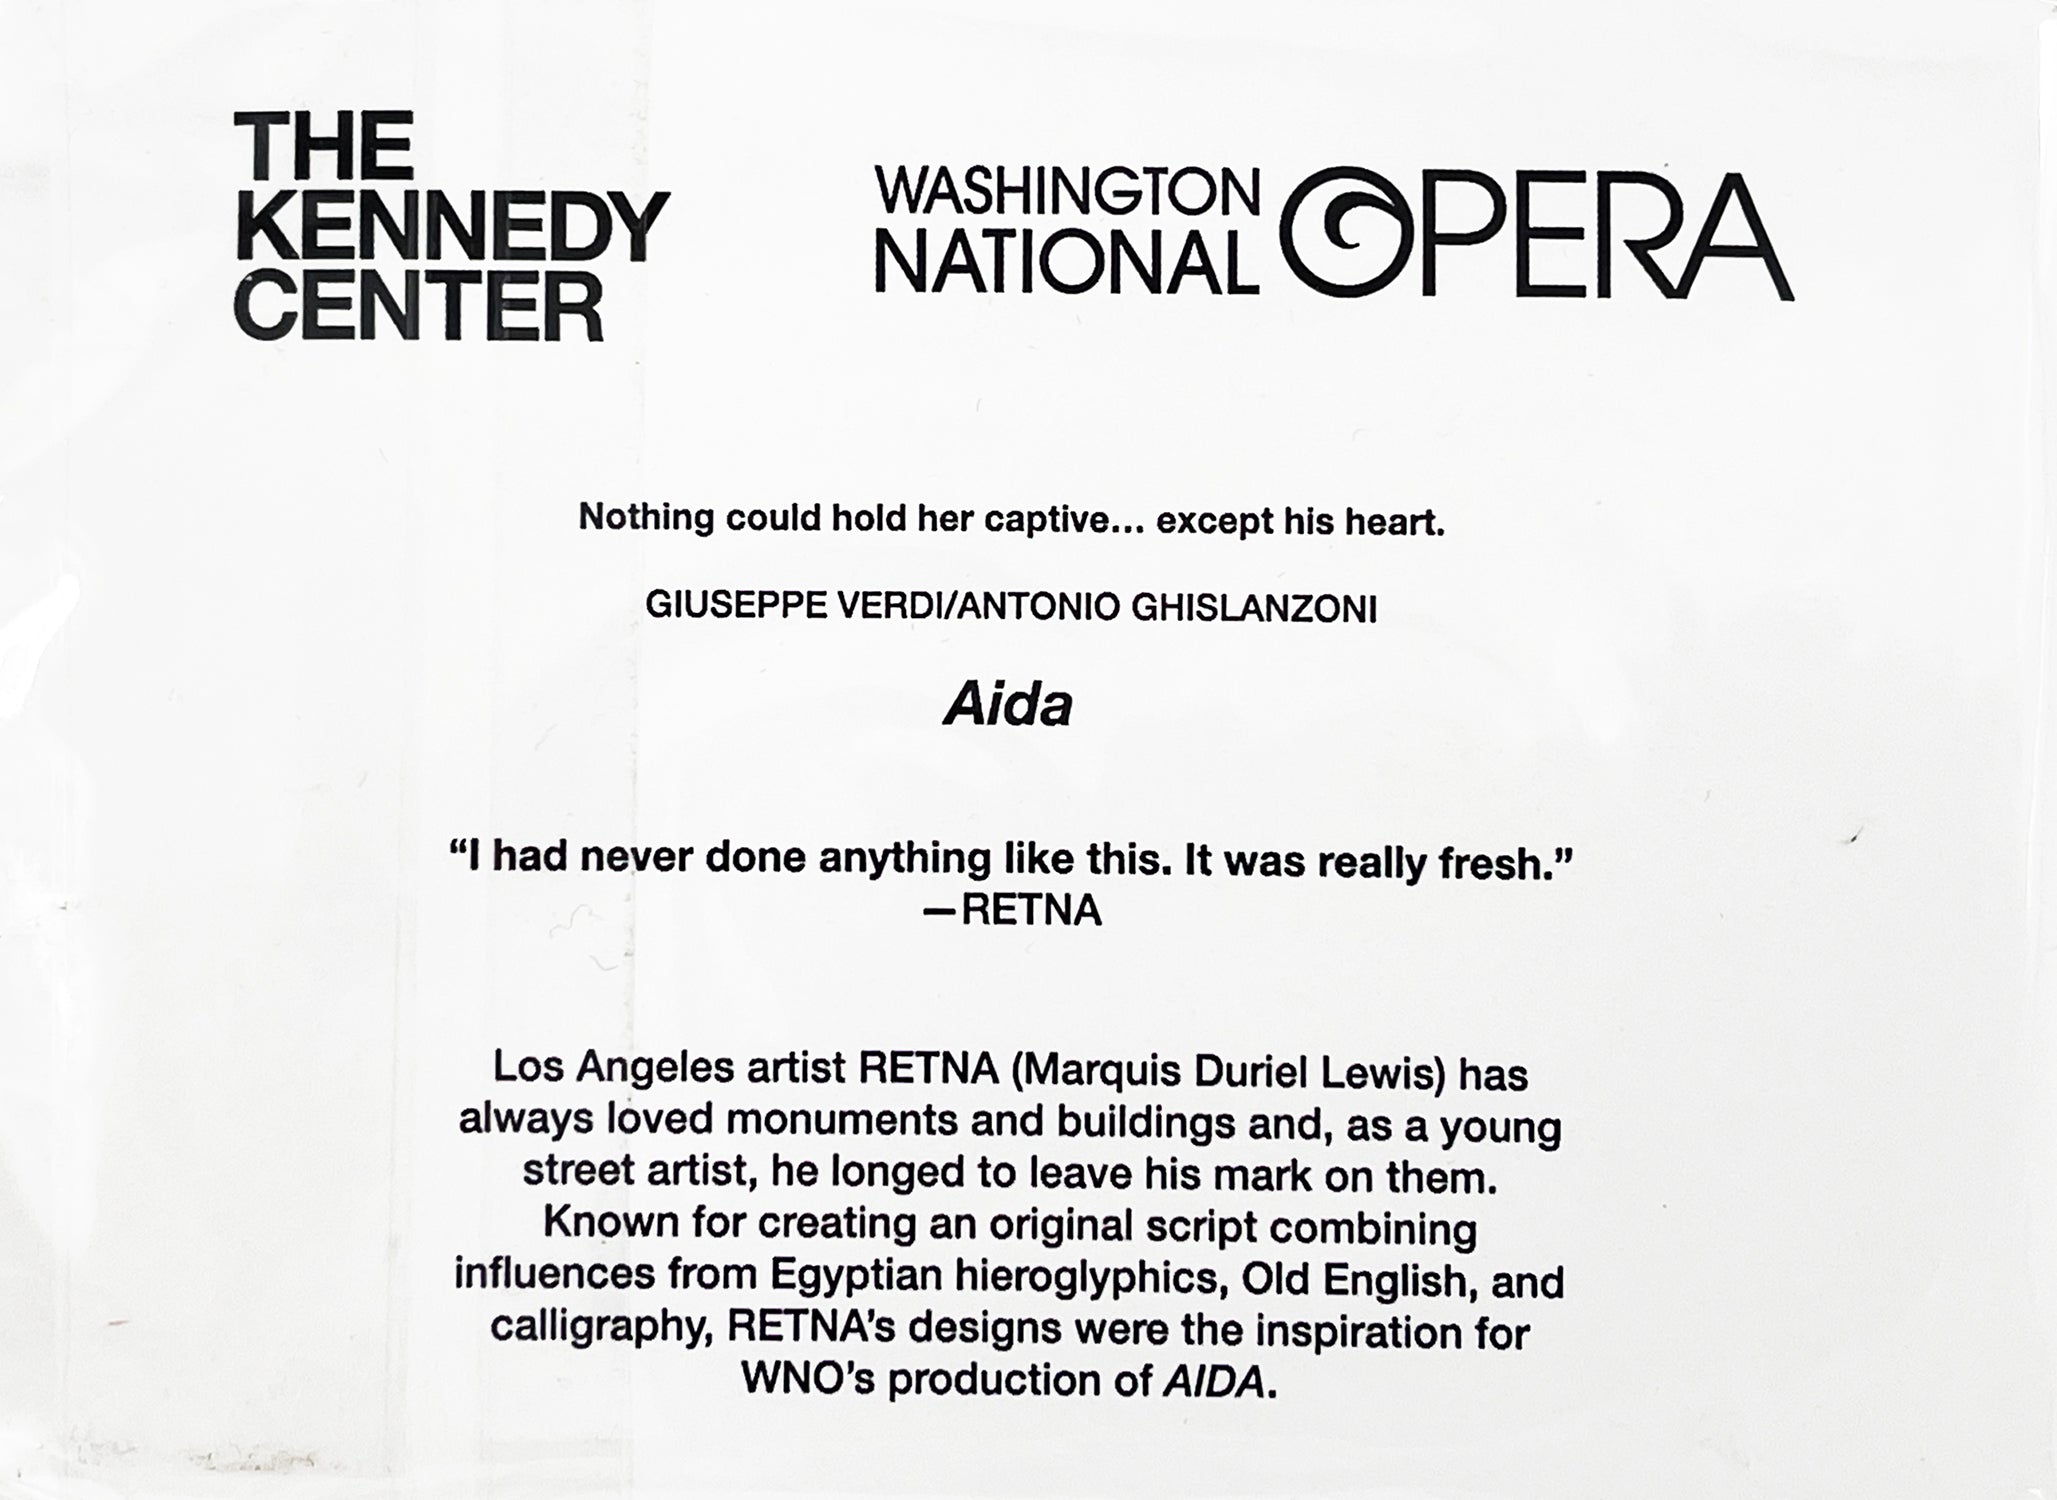 THE
KENNEDY
CENTER
WASHINGTON
NATIONAL OPERA
Nothing could hold her captive... except his heart.
GIUSEPPE VERDI/ANTONIO GHISLANZONI
Aida
“I had never done anything like this. It was really fresh.”
—RETNA
Los Angeles artist RETNA (Marquis Duriel Lewis) has
always loved monuments and buildings and, as a young
street artist, he longed to leave his mark on them.
Known for creating an original script combining
influences from Egyptian hieroglyphics, Old English, and
calligraphy, RETNA’s designs were the inspiration for
WNO’s production of AIDA.